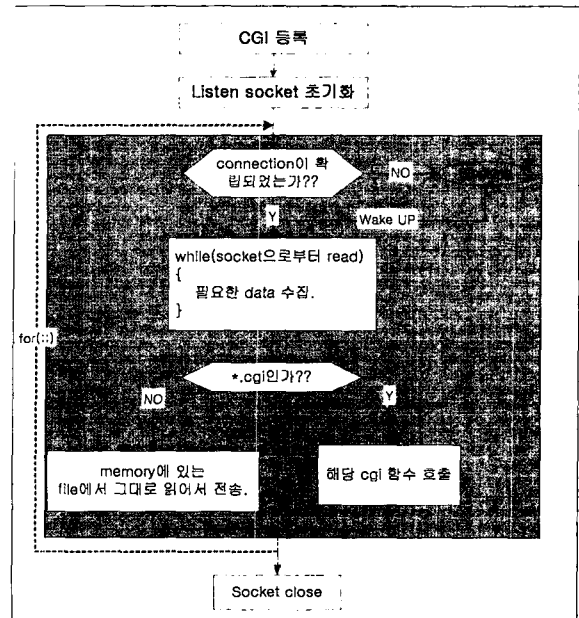 CGI 등록
Listen socket 초기화
connection이 확
립되었는가??
NO
Y
Wake UP
while(socket으로부터 read)
{
필요한 data 수집.
}
for(::)
*.cgi인가??
NO
Y
memory에 있는
file에서 그대로 읽어서 전송.
해당 cgi 함수 호출
Socket close